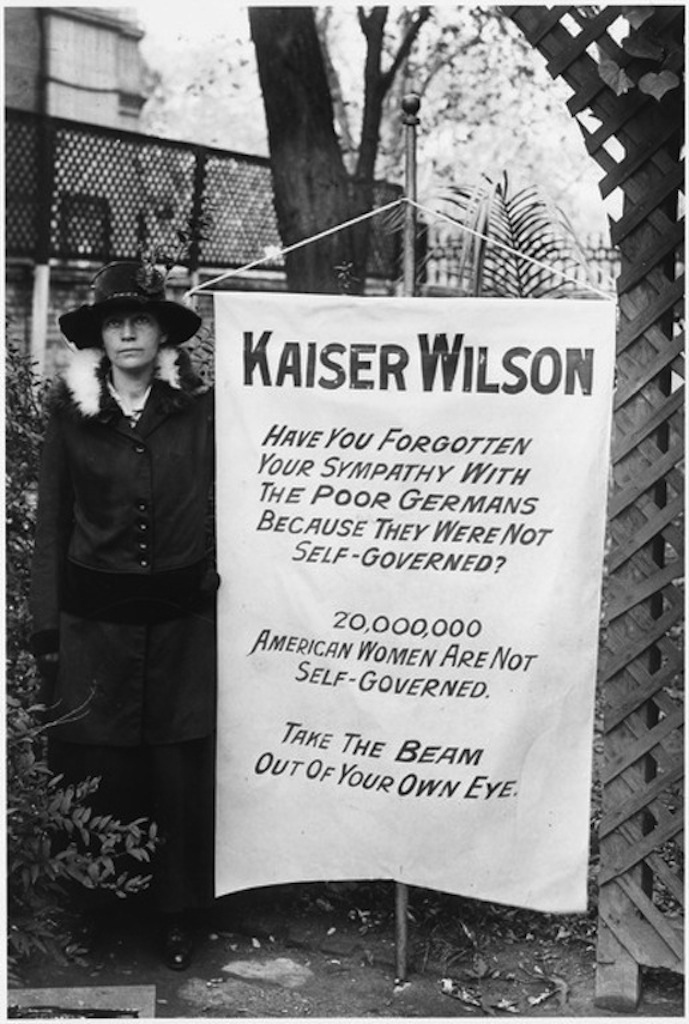 KAISER WILSON
HAVE YOU FORGOTTEN
YOUR SYMPATHY WITH
THE POOR GERMANS
BECAUSE THEY WERE NOT
SELF-GOVERNED?
20,000,000
AMERICAN WOMEN ARE NOT
SELF-GOVERNED.
TAKE THE BEAM
OUT OF YOUR OWN EYE.